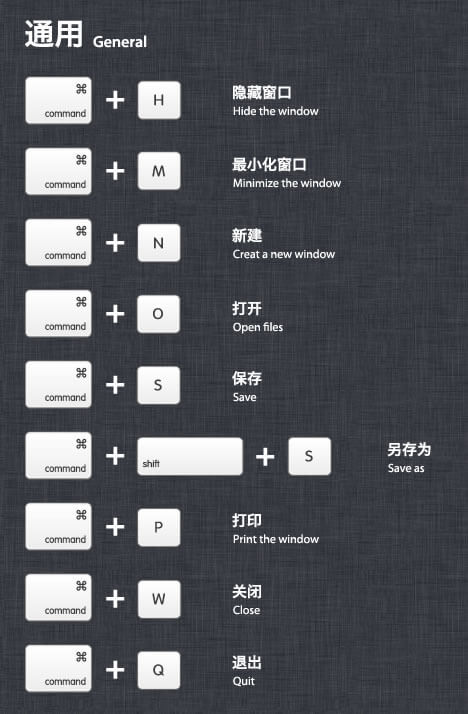 通用 General
⌘
command + H
隐藏窗口
Hide the window
⌘
command + M
最小化窗口
Minimize the window
⌘
command + N
新建
Creat a new window
⌘
command + O
打开
Open files
⌘
command + S
保存
Save
⌘
command + shift + S
另存为
Save as
⌘
command + P
打印
Print the window
⌘
command + W
关闭
Close
⌘
command + Q
退出
Quit